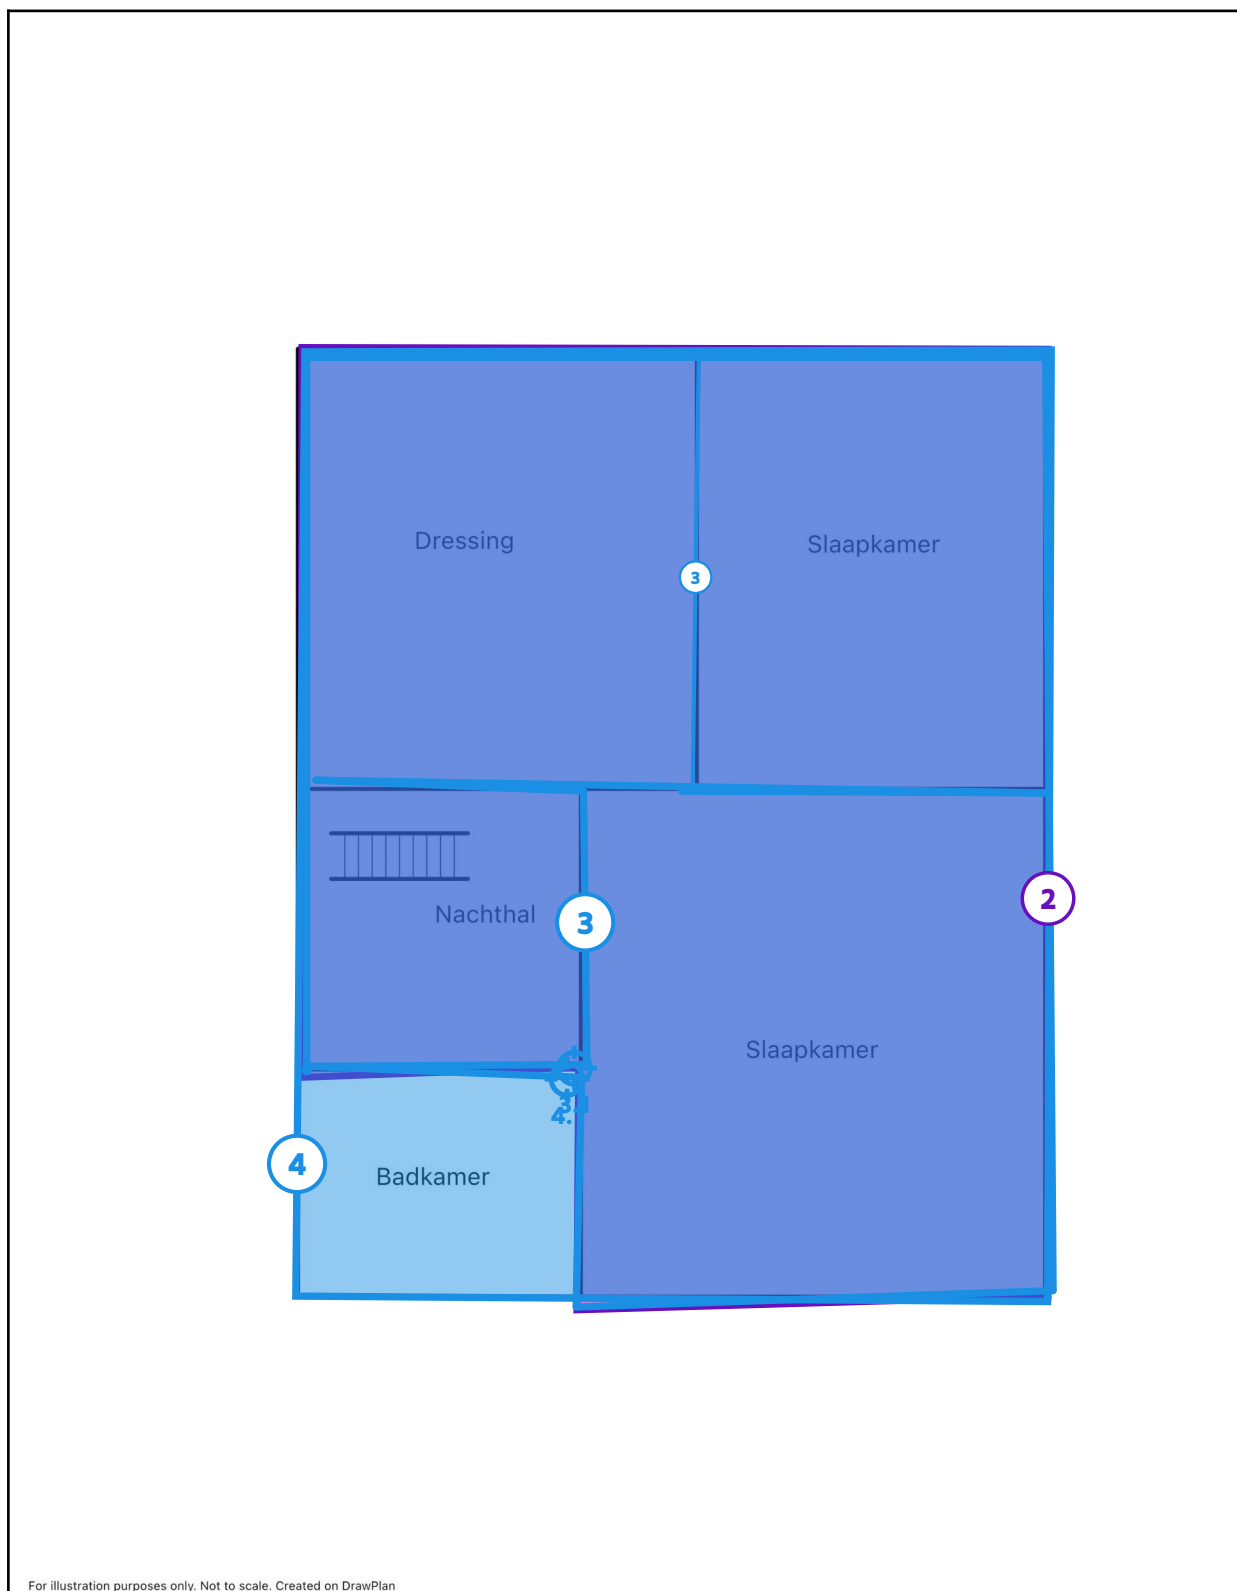 Dressing
Slaapkamer
3
Nachthal
3
2
Slaapkamer
4
Badkamer
For illustration purposes only. Not to scale. Created on DrawPlan